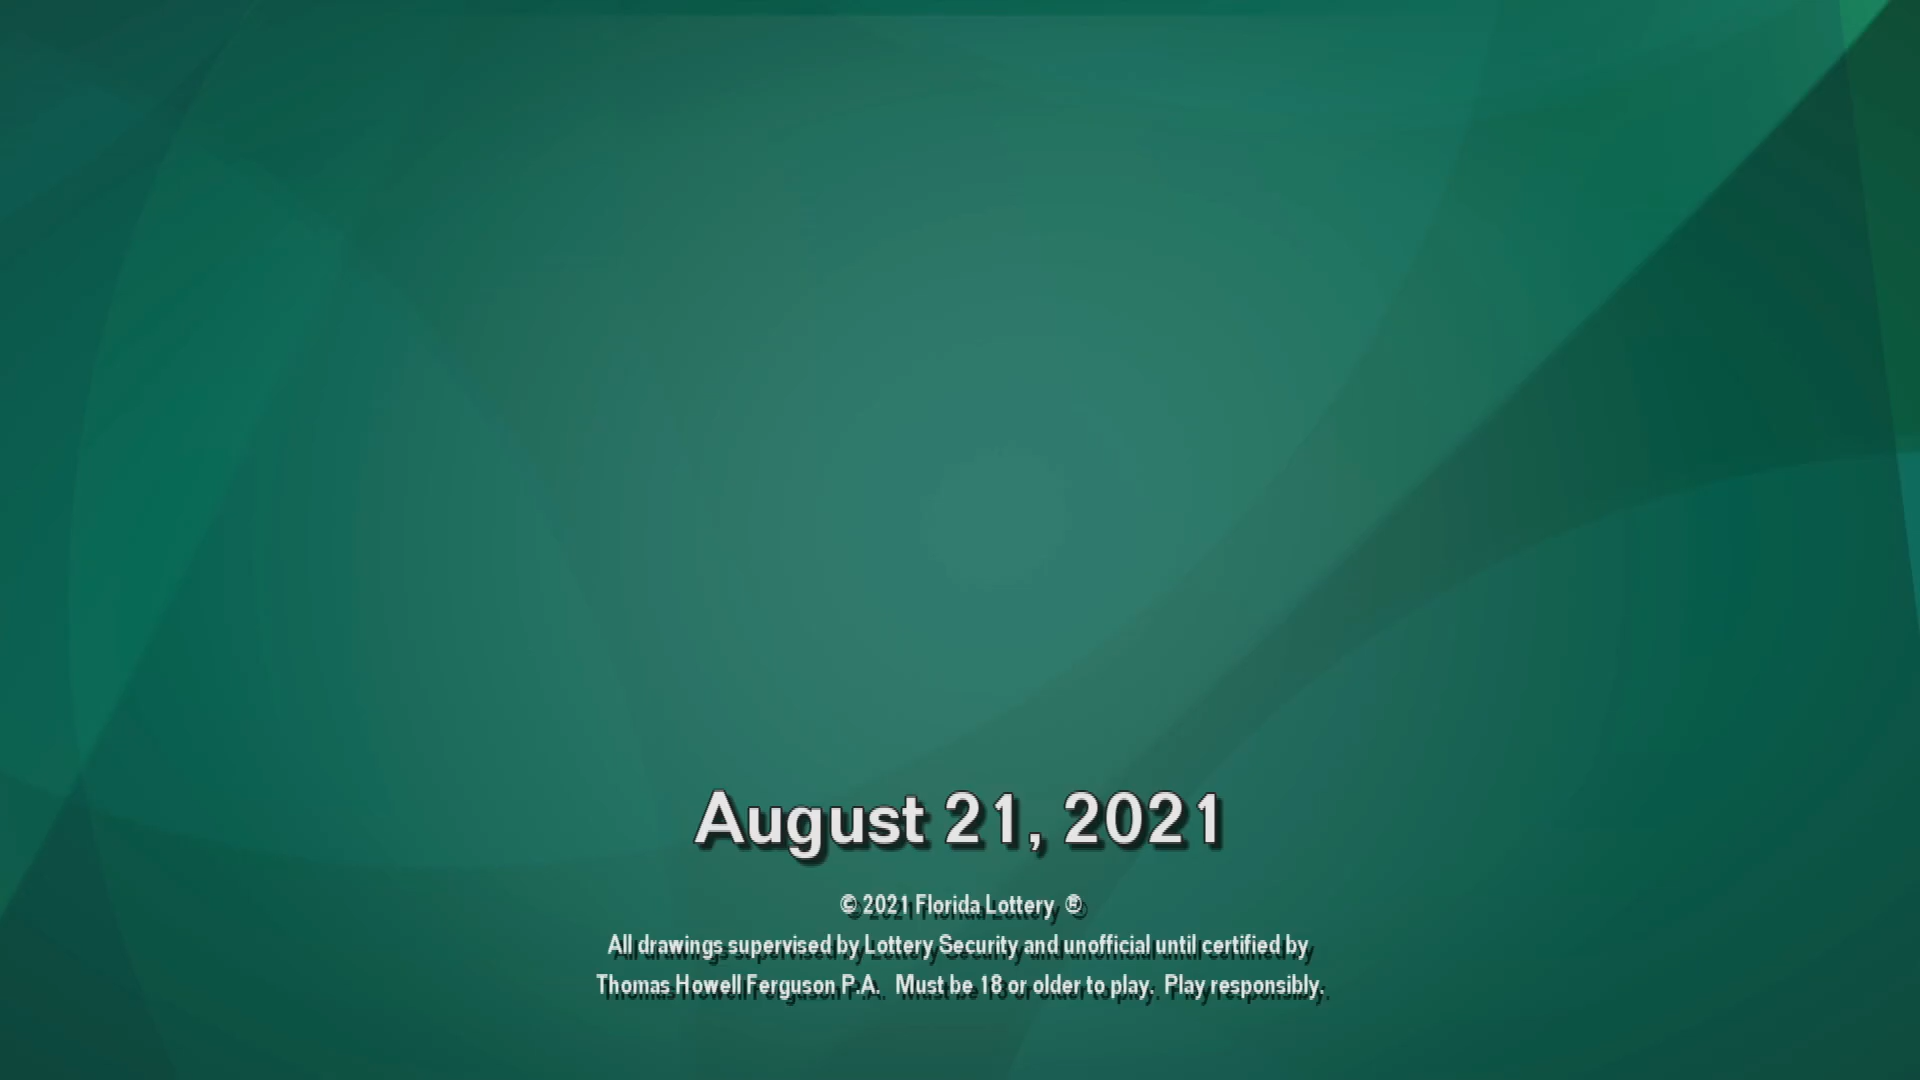 August 21, 2021
© 2021 Florida Lottery ®
All drawings supervised by Lottery Security and unofficial until certified by
Thomas Howell Ferguson P.A. Must be 18 or older to play. Play responsibly.